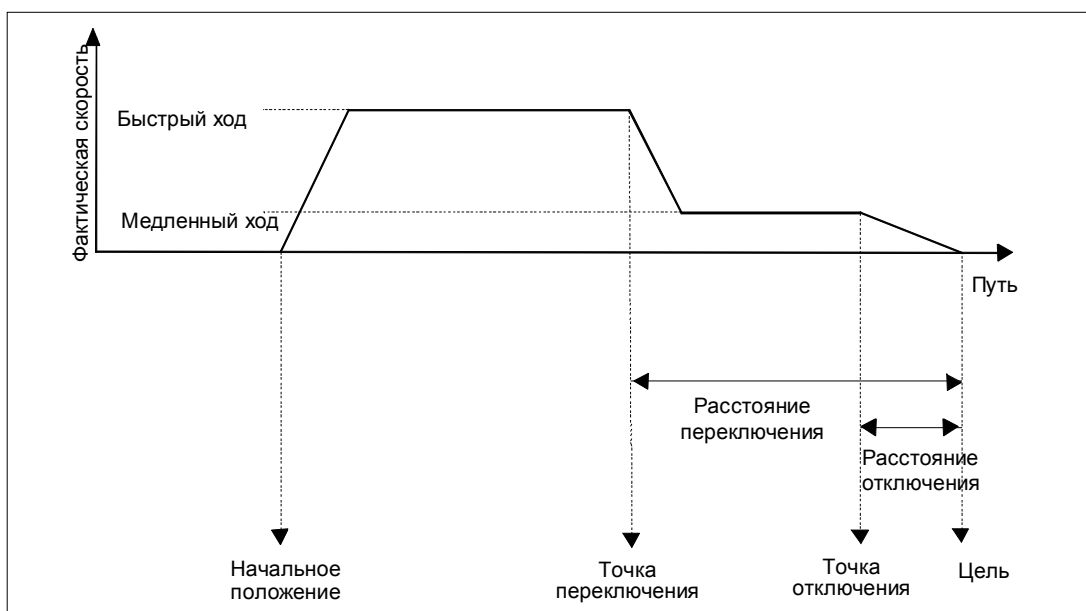 Фактическая скорость
Быстрый ход
Медленный ход
Путь
Расстояние
переключения
Расстояние
отключения
Начальное
положение
Точка
переключения
Точка
отключения
Цель